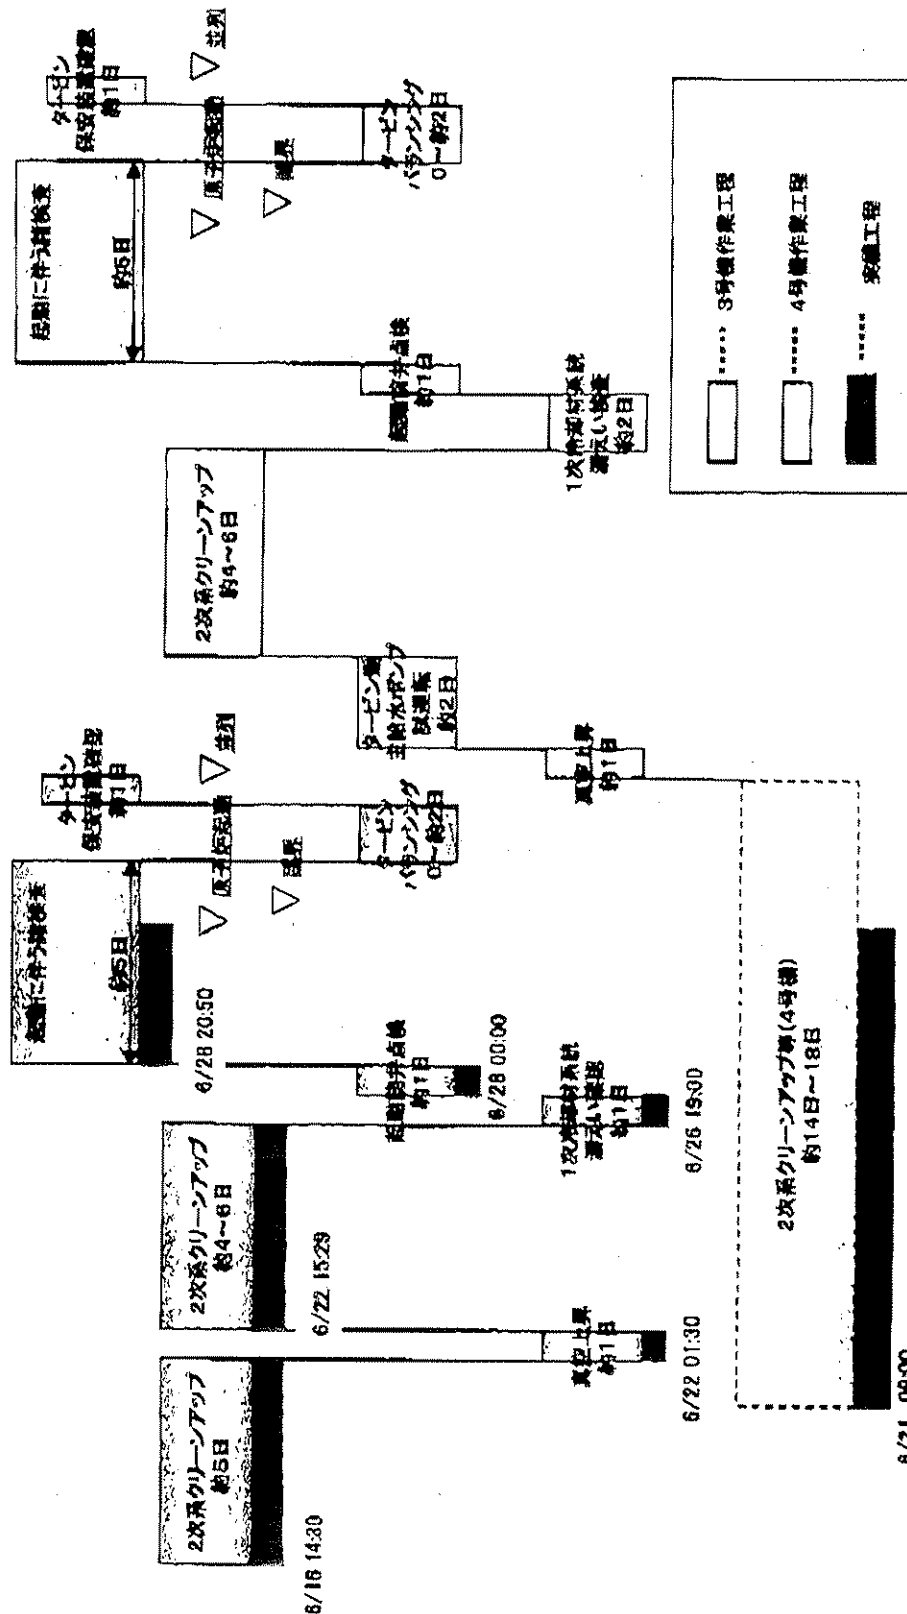 2次系クリーンアップ
約5日
6/16 14:30
真空上昇
約1日
6/22 01:30
2次系クリーンアップ
約4～6日
6/22 15:29
1次冷却材系統
漏えい確認
約1日
6/26 19:00
起動前弁点検
約1日
6/28 00:00
起動に伴う諸検査
約5日
6/28 20:50
原子炉起動
臨界
タービン
バランシング
0～約2日
タービン
保安装置確認
約1日
並列
2次系クリーンアップ等(4号機)
約14日～18日
6/21 09:00
真空上昇
約1日
タービン動
主給水ポンプ
試運転
約2日
2次系クリーンアップ
約4～6日
1次冷却材系統
漏えい検査
約2日
起動前弁点検
約1日
起動に伴う諸検査
約5日
原子炉起動
臨界
タービン
バランシング
0～約2日
タービン
保安装置確認
約1日
並列
3号機作業工程
4号機作業工程
実績工程